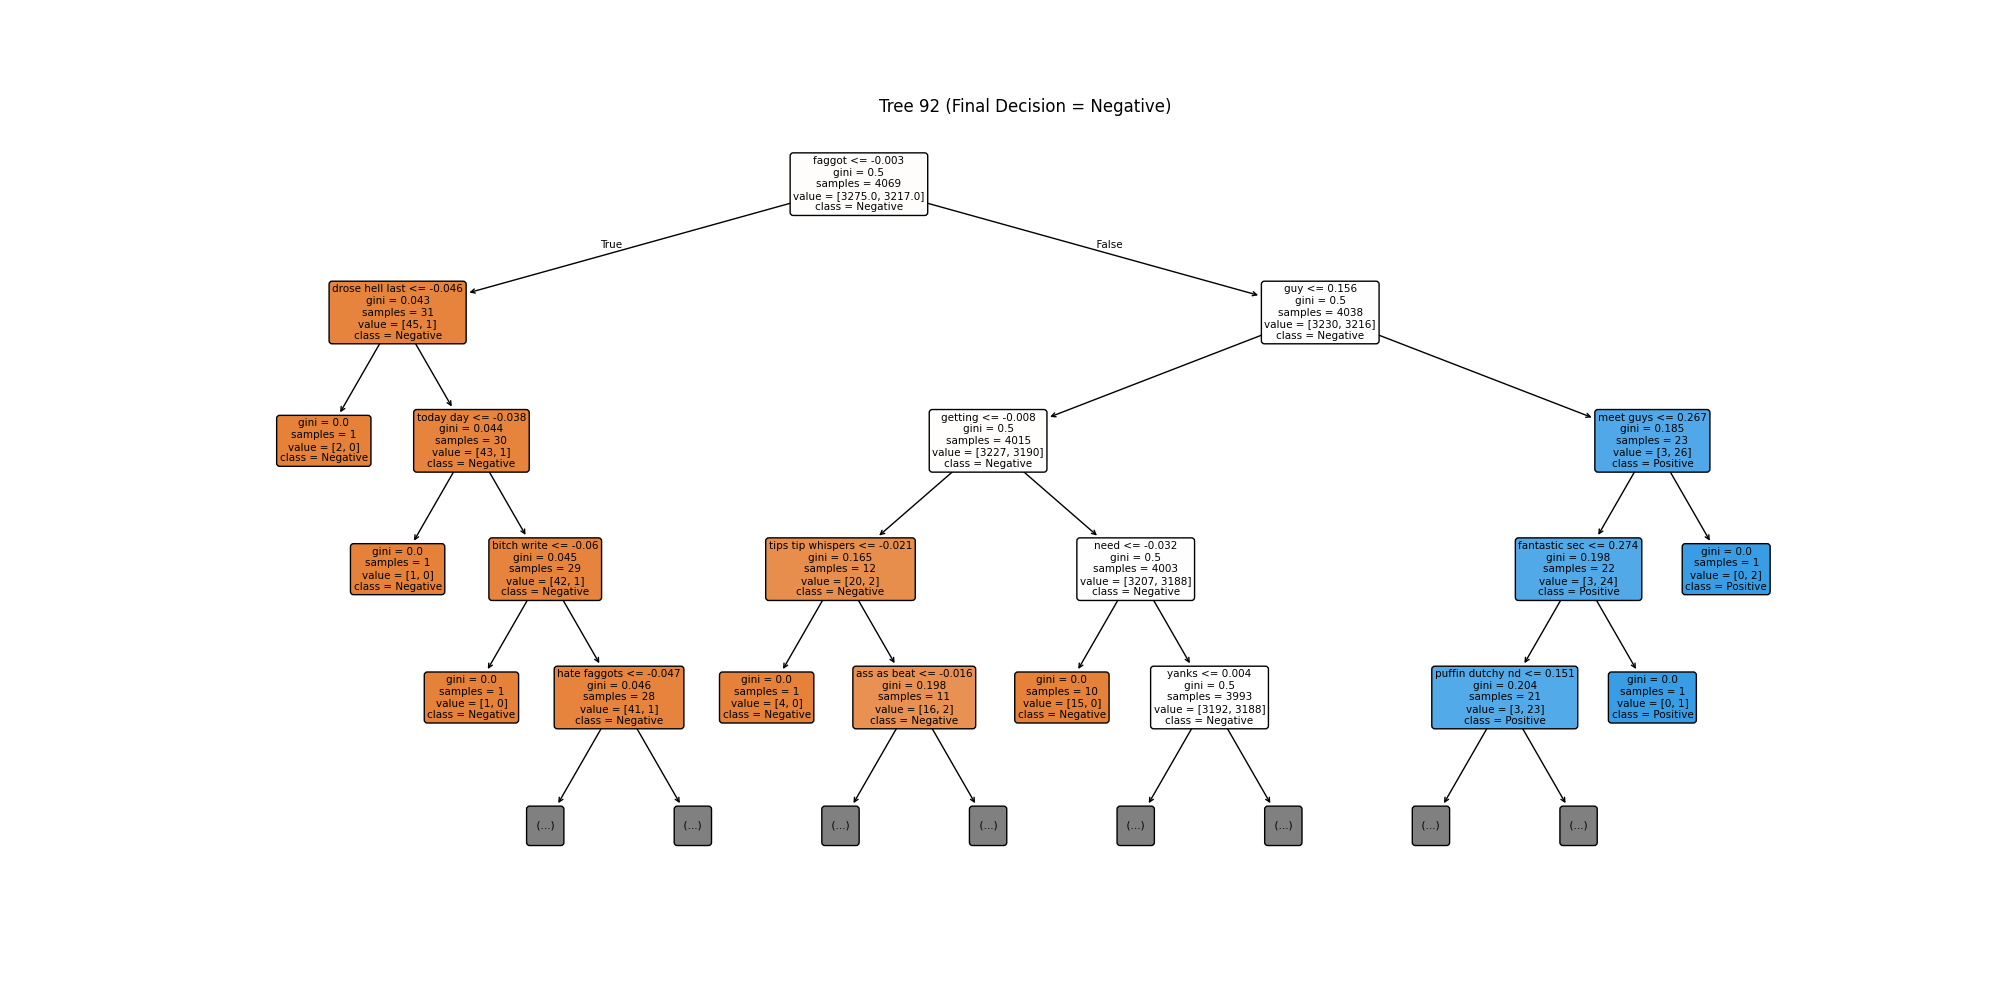 Tree 92 (Final Decision = Negative)
faggot <= -0.003
gini = 0.5
samples = 4069
value = [3275.0, 3217.0]
class = Negative
True
False
drose hell last <= -0.046
gini = 0.043
samples = 31
value = [45, 1]
class = Negative
guy <= 0.156
gini = 0.5
samples = 4038
value = [3230, 3216]
class = Negative
gini = 0.0
samples = 1
value = [2, 0]
class = Negative
today day <= -0.038
gini = 0.044
samples = 30
value = [43, 1]
class = Negative
getting <= -0.008
gini = 0.5
samples = 4015
value = [3227, 3190]
class = Negative
meet guys <= 0.267
gini = 0.185
samples = 23
value = [3, 26]
class = Positive
gini = 0.0
samples = 1
value = [1, 0]
class = Negative
bitch write <= -0.06
gini = 0.045
samples = 29
value = [42, 1]
class = Negative
tips tip whispers <= -0.021
gini = 0.165
samples = 12
value = [20, 2]
class = Negative
need <= -0.032
gini = 0.5
samples = 4003
value = [3207, 3188]
class = Negative
fantastic sec <= 0.274
gini = 0.198
samples = 22
value = [3, 24]
class = Positive
gini = 0.0
samples = 1
value = [0, 2]
class = Positive
gini = 0.0
samples = 1
value = [1, 0]
class = Negative
hate faggots <= -0.047
gini = 0.046
samples = 28
value = [41, 1]
class = Negative
gini = 0.0
samples = 1
value = [4, 0]
class = Negative
ass as beat <= -0.016
gini = 0.198
samples = 11
value = [16, 2]
class = Negative
gini = 0.0
samples = 10
value = [15, 0]
class = Negative
yanks <= 0.004
gini = 0.5
samples = 3993
value = [3192, 3188]
class = Negative
puffin dutchy nd <= 0.151
gini = 0.204
samples = 21
value = [3, 23]
class = Positive
gini = 0.0
samples = 1
value = [0, 1]
class = Positive
(...)
(...)
(...)
(...)
(...)
(...)
(...)
(...)